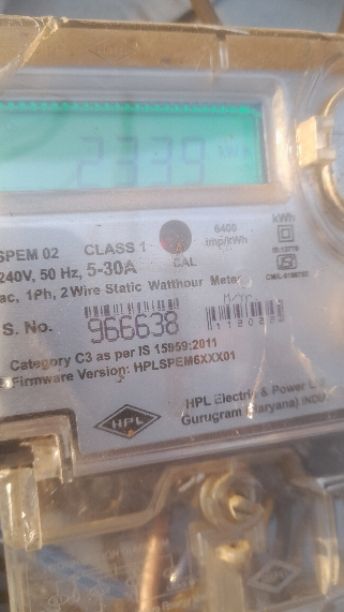 HPL
2339
SPEM 02 CLASS 1 6400 imp/kWh kWh
240V, 50 Hz, 5-30A CAL
ac, 1Ph, 2 Wire Static Watthour Meter
S. No. 966638 M/Yr.
Category C3 as per IS 15959:2011
Firmware Version: HPLSPEM6XXX01
HPL HPL Electric & Power
Gurugram (Haryana)